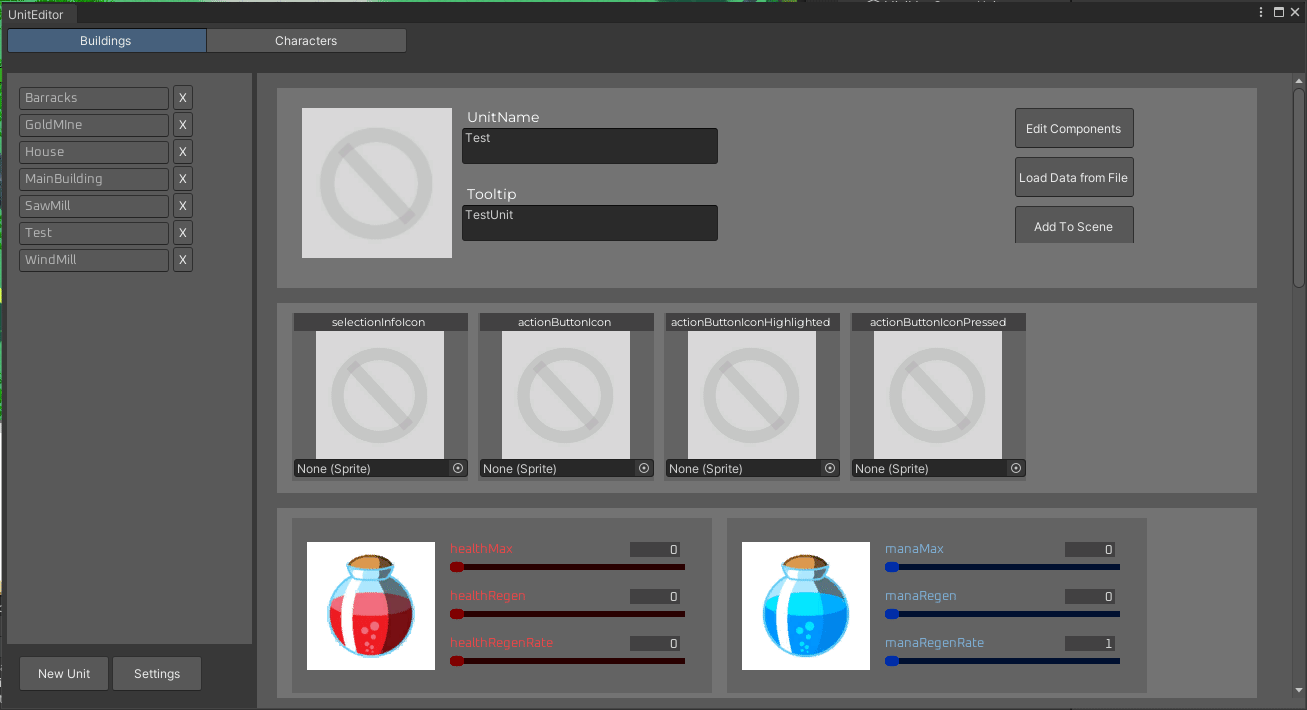 UnitEditor
Buildings
Characters
Barracks X
GoldMIne X
House X
MainBuilding X
SawMill X
Test X
WindMill X
New Unit
Settings
UnitName
Test
Tooltip
TestUnit
Edit Components
Load Data from File
Add To Scene
selectionInfoIcon
None (Sprite)
actionButtonIcon
None (Sprite)
actionButtonIconHighlighted
None (Sprite)
actionButtonIconPressed
None (Sprite)
healthMax 0
healthRegen 0
healthRegenRate 0
manaMax 0
manaRegen 0
manaRegenRate 1